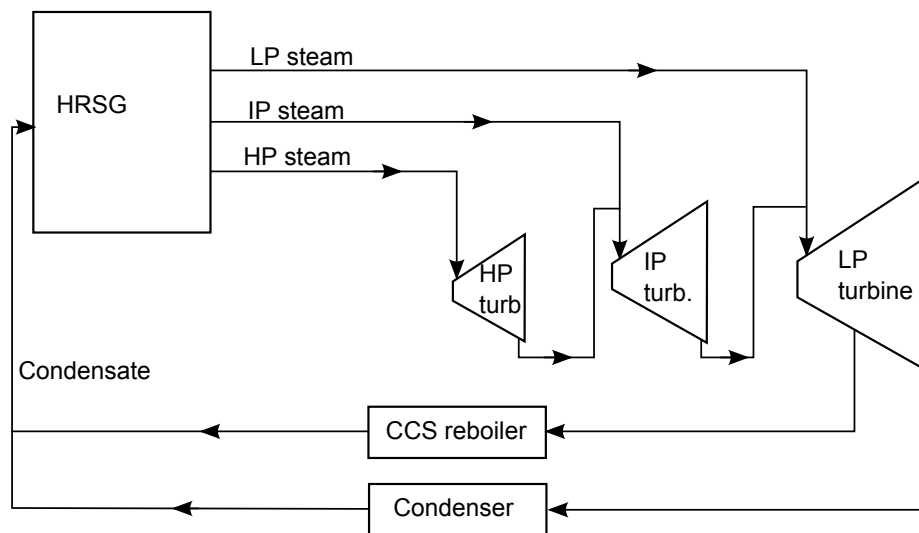 LP steam
HRSG
IP steam
HP steam
HP
turb
IP
turb.
LP
turbine
Condensate
CCS reboiler
Condenser